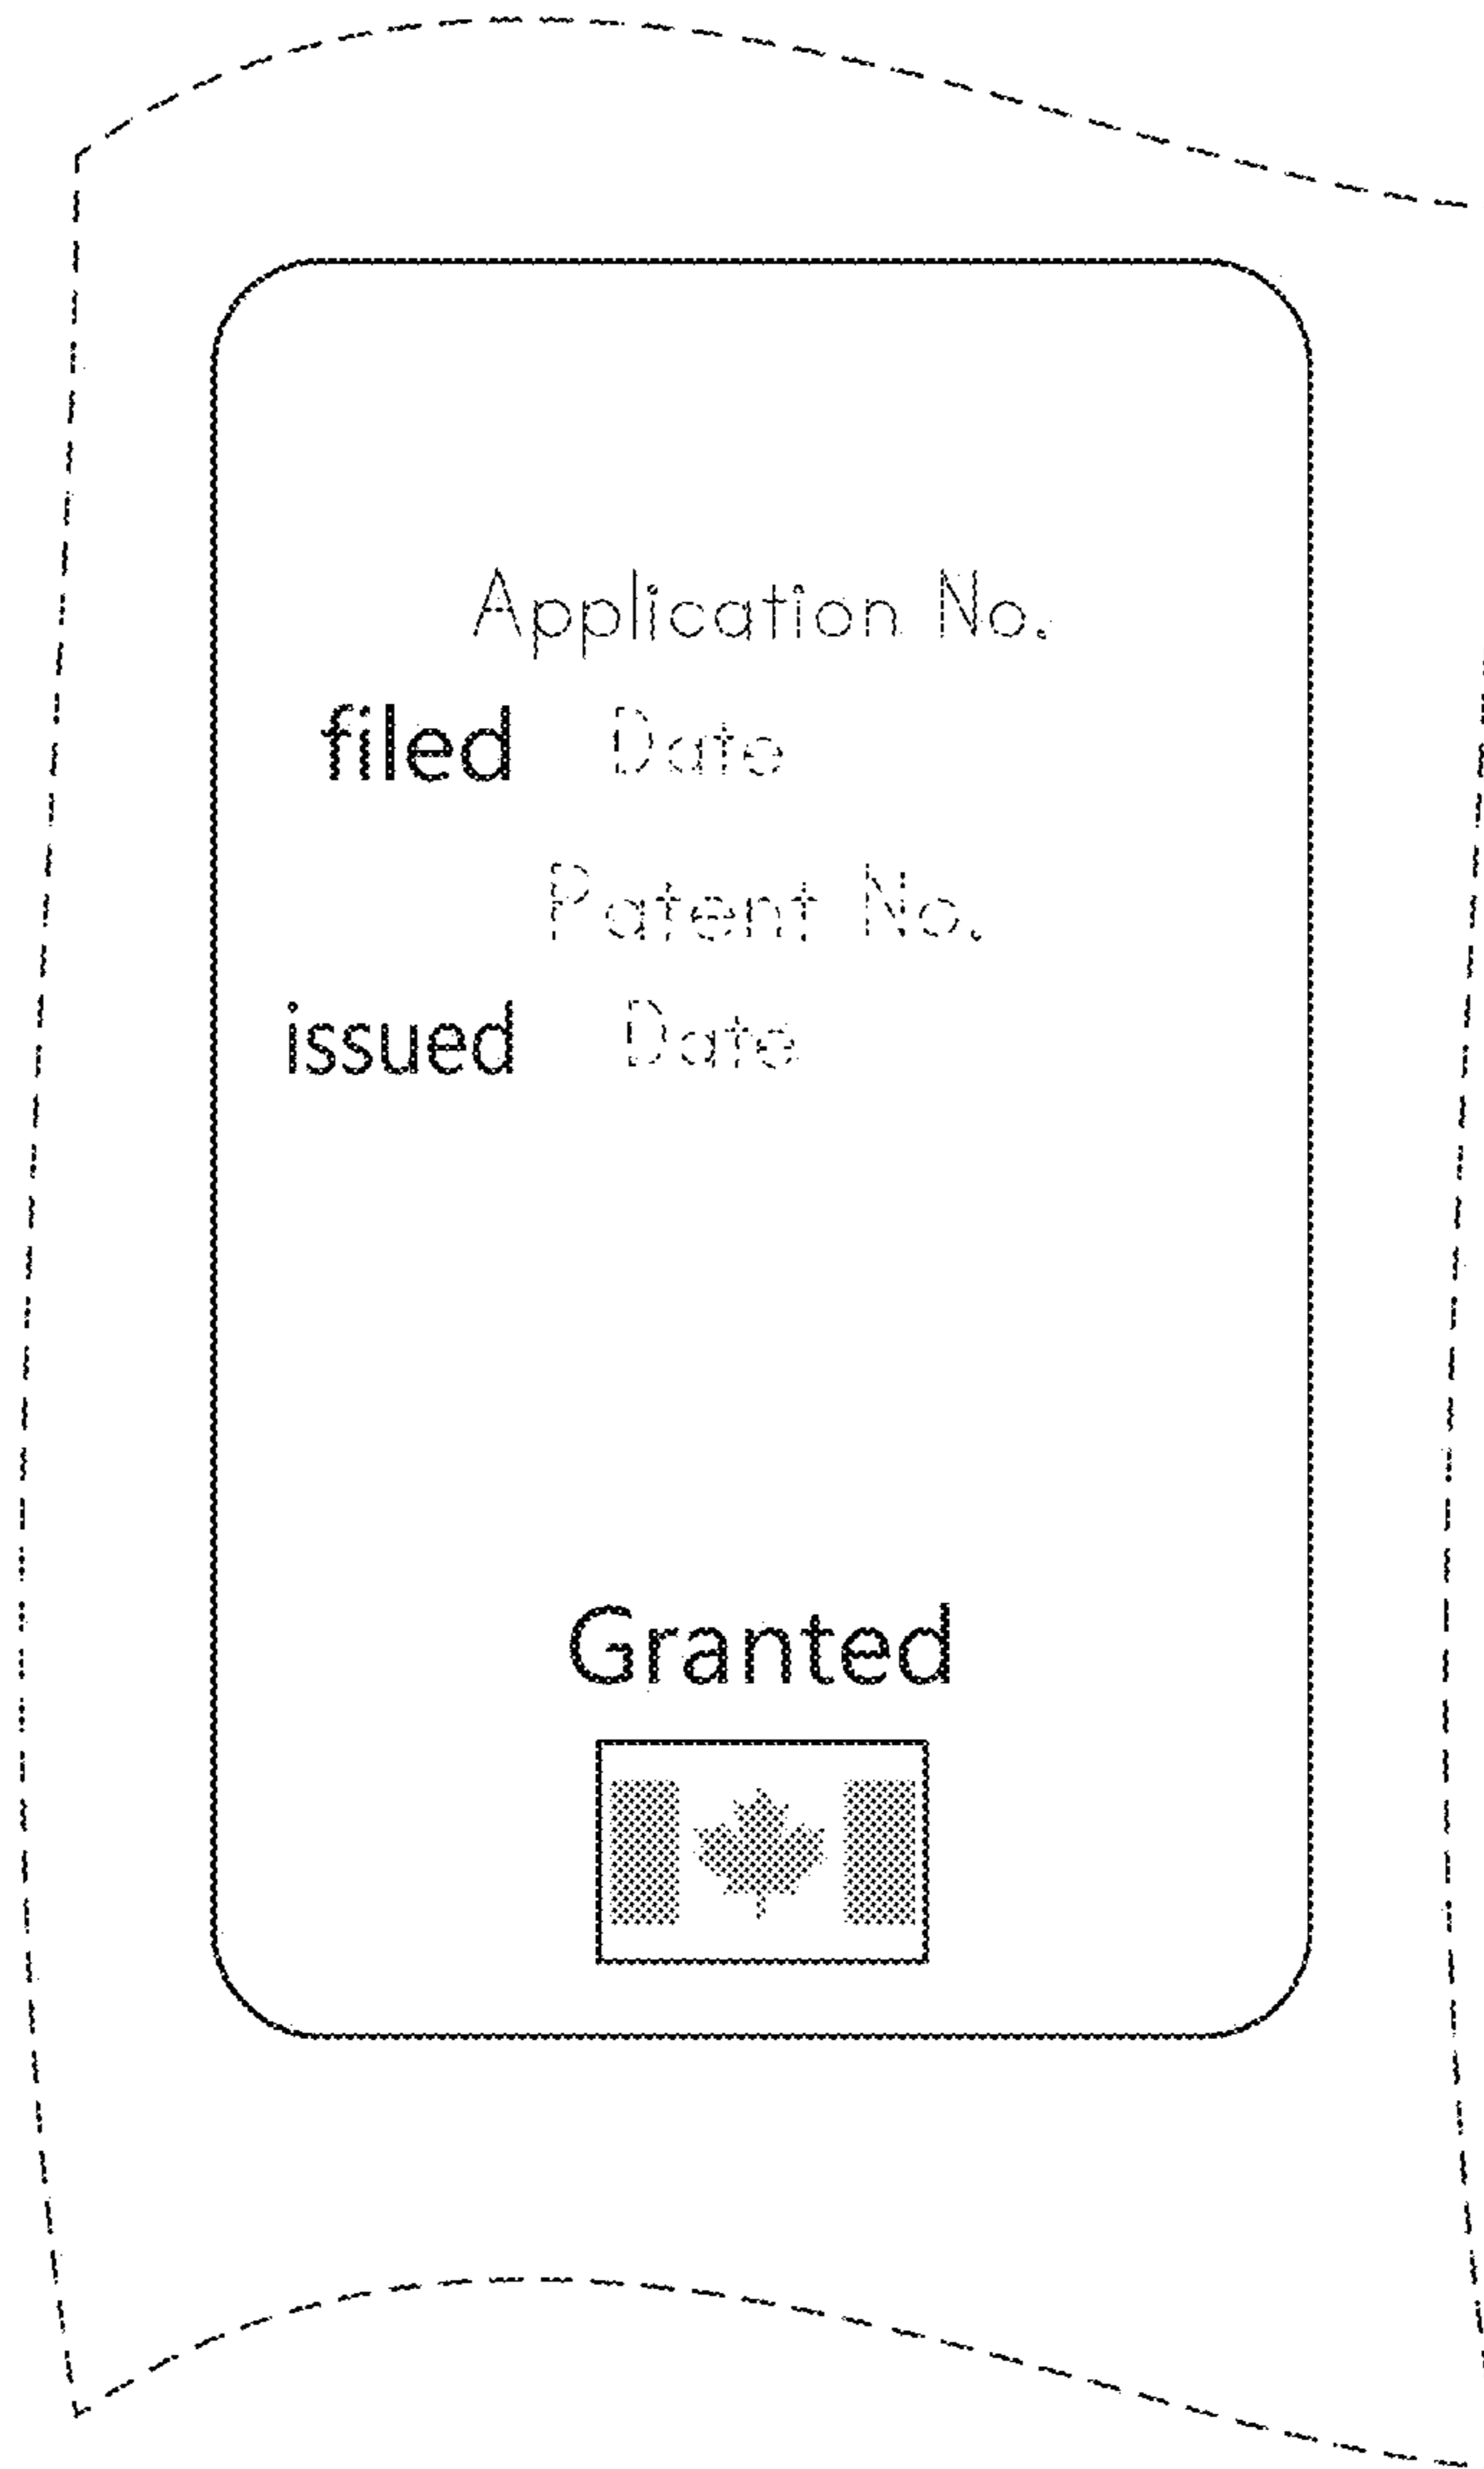 Application No.
filed Date
Patent No.
issued Date
Granted